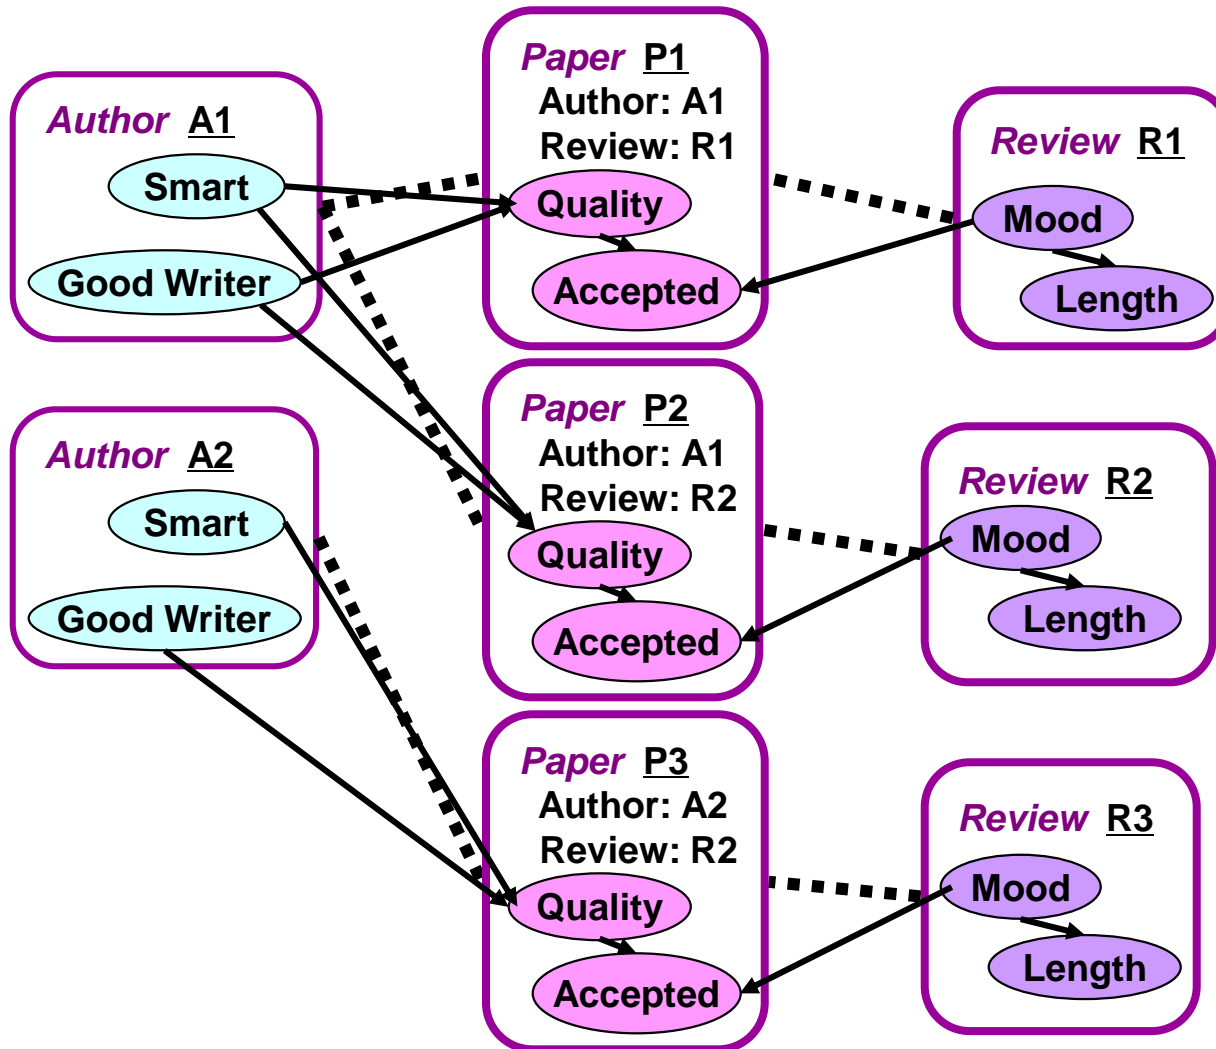 Author A1
Smart
Good Writer
Author A2
Smart
Good Writer
Paper P1
Author: A1
Review: R1
Quality
Accepted
Paper P2
Author: A1
Review: R2
Quality
Accepted
Paper P3
Author: A2
Review: R2
Quality
Accepted
Review R1
Mood
Length
Review R2
Mood
Length
Review R3
Mood
Length